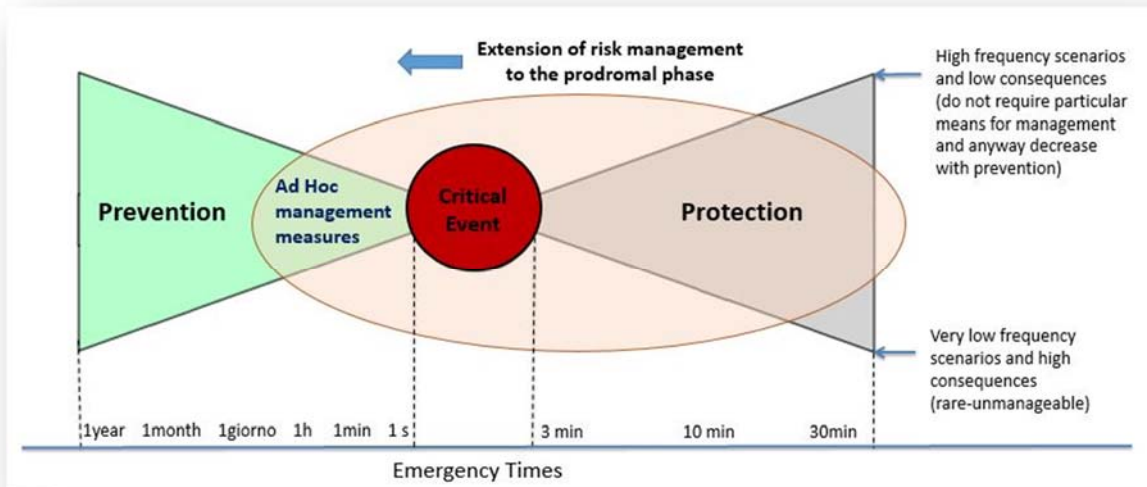 Extension of risk management
to the prodromal phase
High frequency scenarios
and low consequences
(do not require particular
means for management
and anyway decrease
with prevention)
Prevention
Ad Hoc
management
measures
Critical
Event
Protection
Very low frequency
scenarios and high
consequences
(rare-unmanageable)
1year 1month 1giorno 1h 1min 1 s 3 min 10 min 30min
Emergency Times